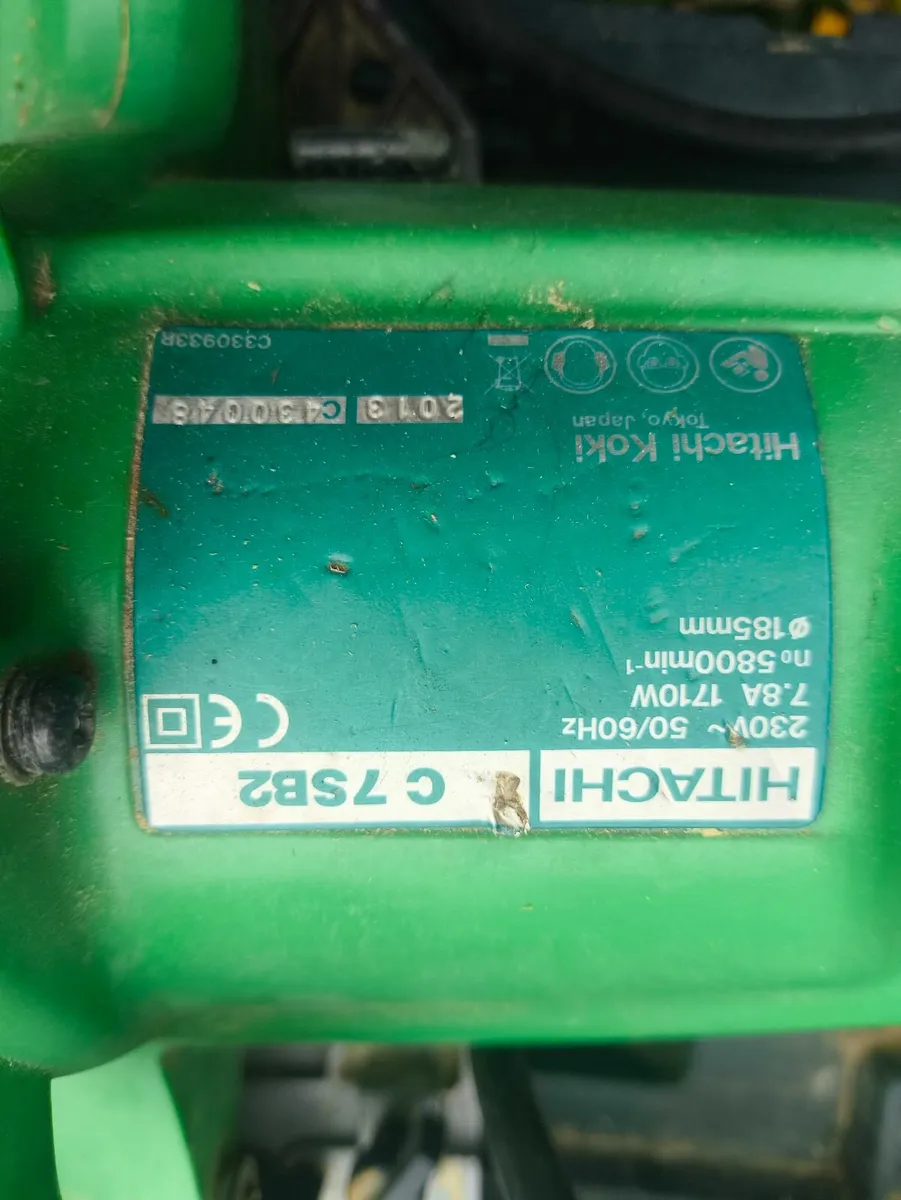 HITACHI C 7SB2
230V~ 50/60Hz
7.8A 1710W
n₀ 5800min⁻¹
ø185mm
CE
Hitachi Koki
Tokyo, Japan
2013 C430048
C330933R